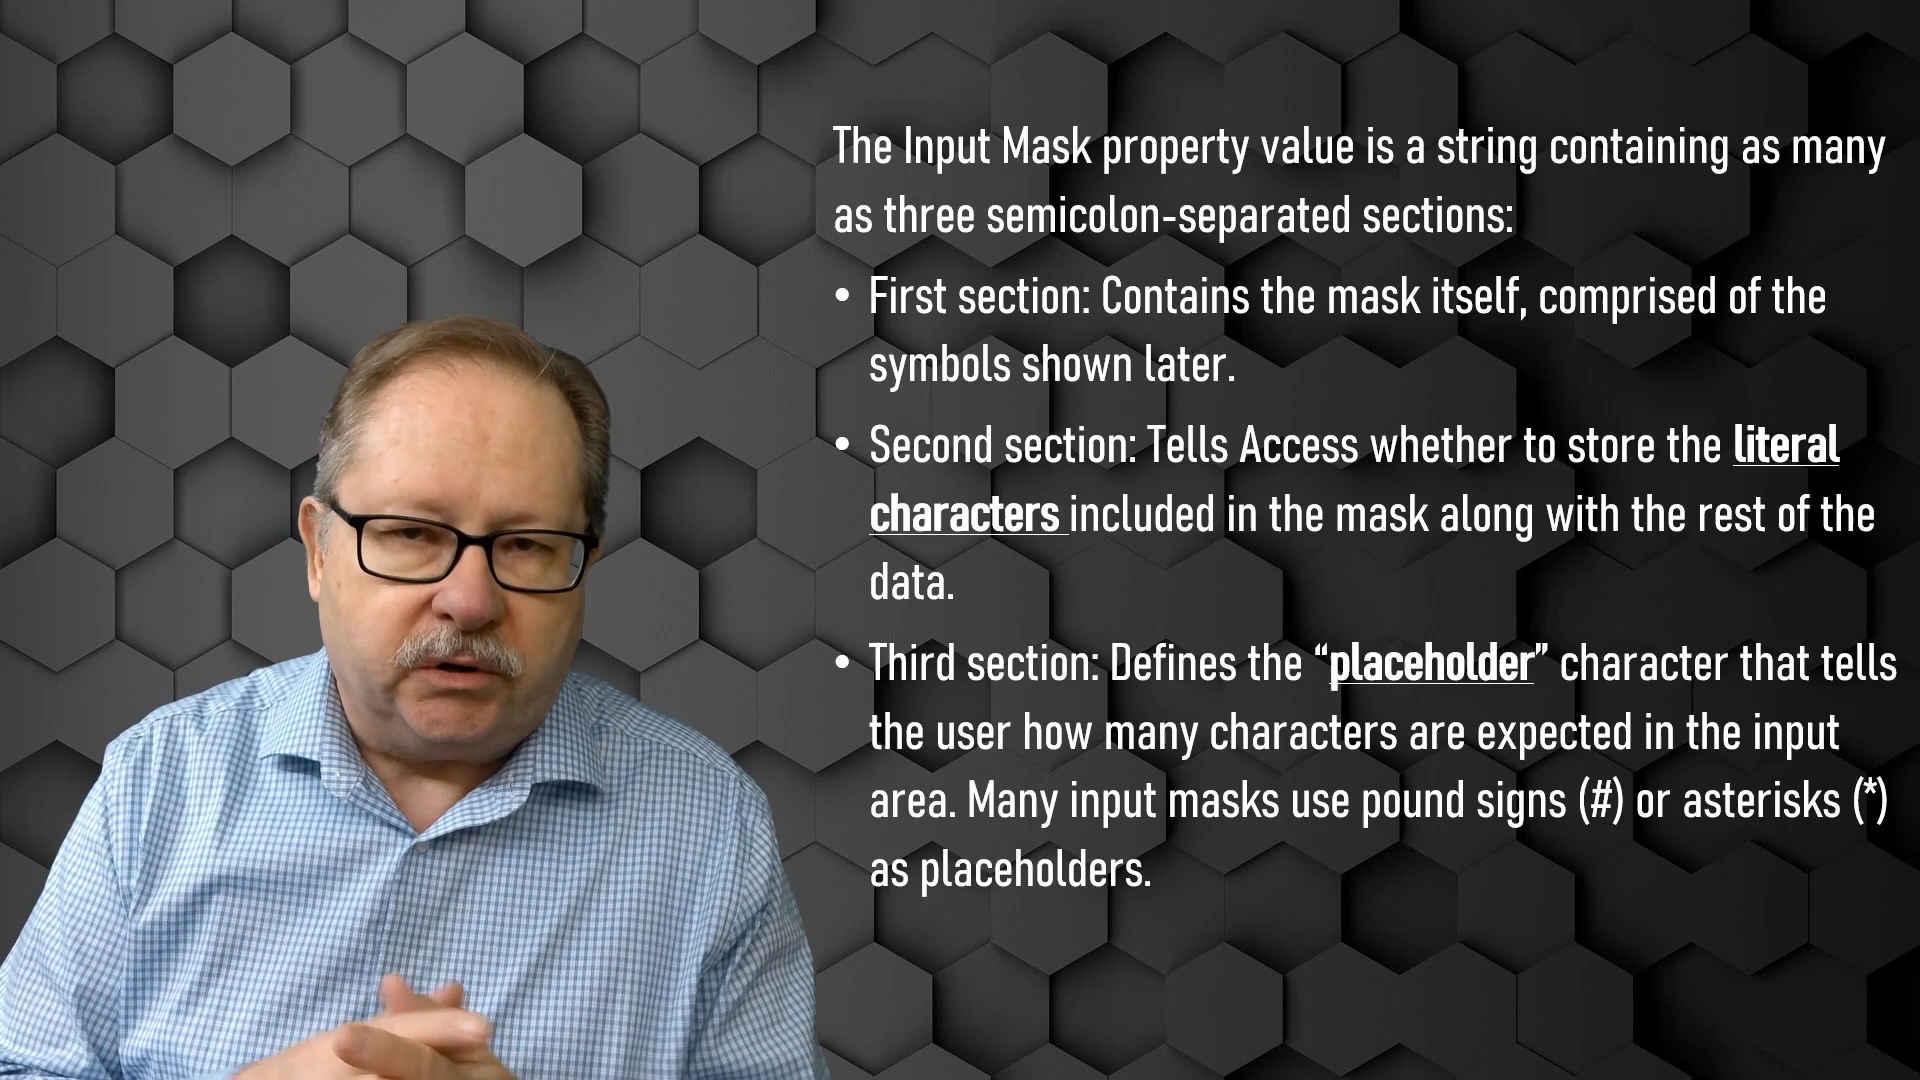 The Input Mask property value is a string containing as many
as three semicolon-separated sections:
• First section: Contains the mask itself, comprised of the
symbols shown later.
• Second section: Tells Access whether to store the literal
characters included in the mask along with the rest of the
data.
• Third section: Defines the “placeholder” character that tells
the user how many characters are expected in the input
area. Many input masks use pound signs (#) or asterisks (*)
as placeholders.